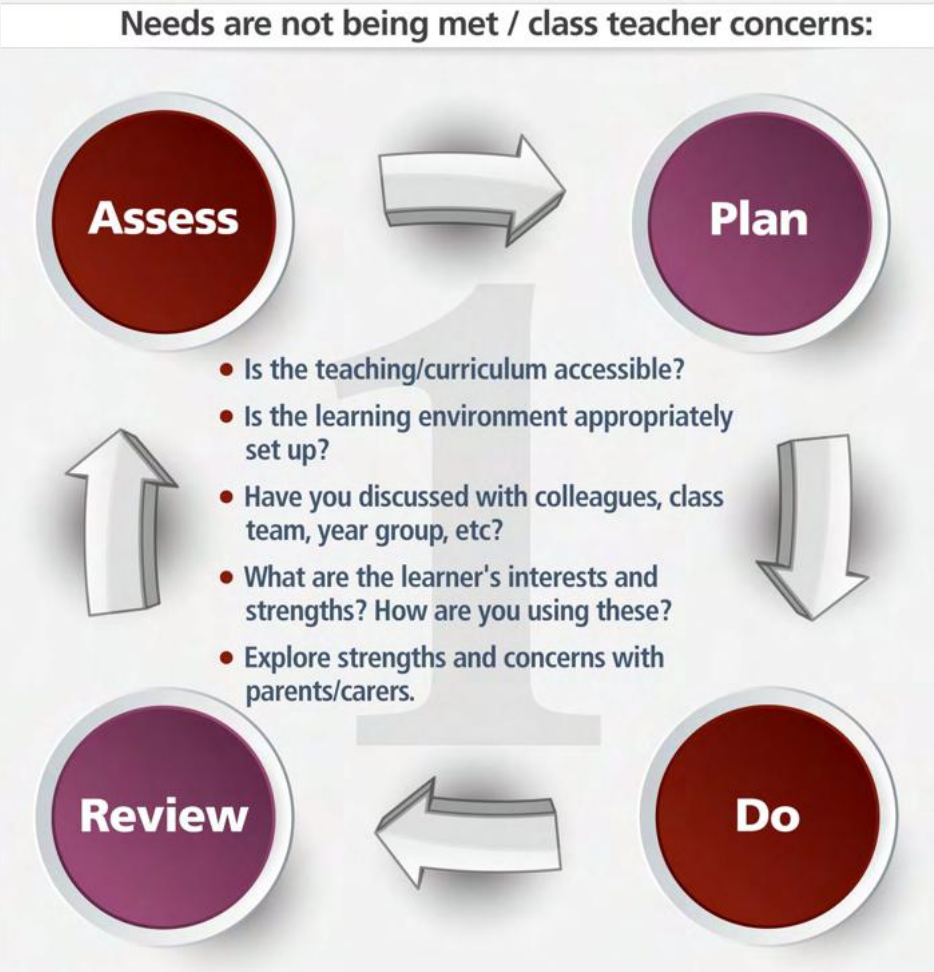 Needs are not being met / class teacher concerns:
Assess
Plan
1
• Is the teaching/curriculum accessible?
• Is the learning environment appropriately
set up?
• Have you discussed with colleagues, class
team, year group, etc?
• What are the learner's interests and
strengths? How are you using these?
• Explore strengths and concerns with
parents/carers.
Review
Do